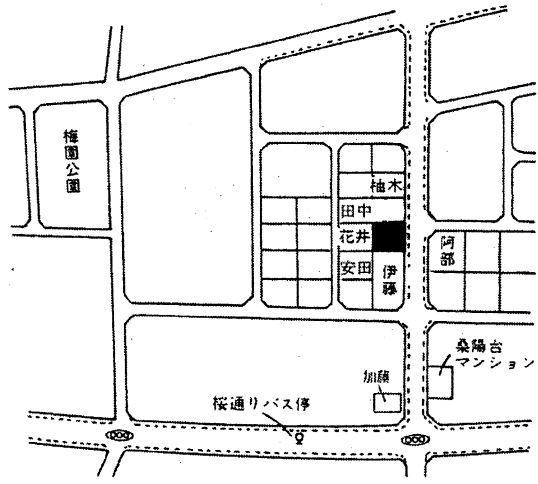 梅園公園
柚木
田中
花井
安田
伊藤
阿部
桑陽台
マンション
加藤
桜通りバス停